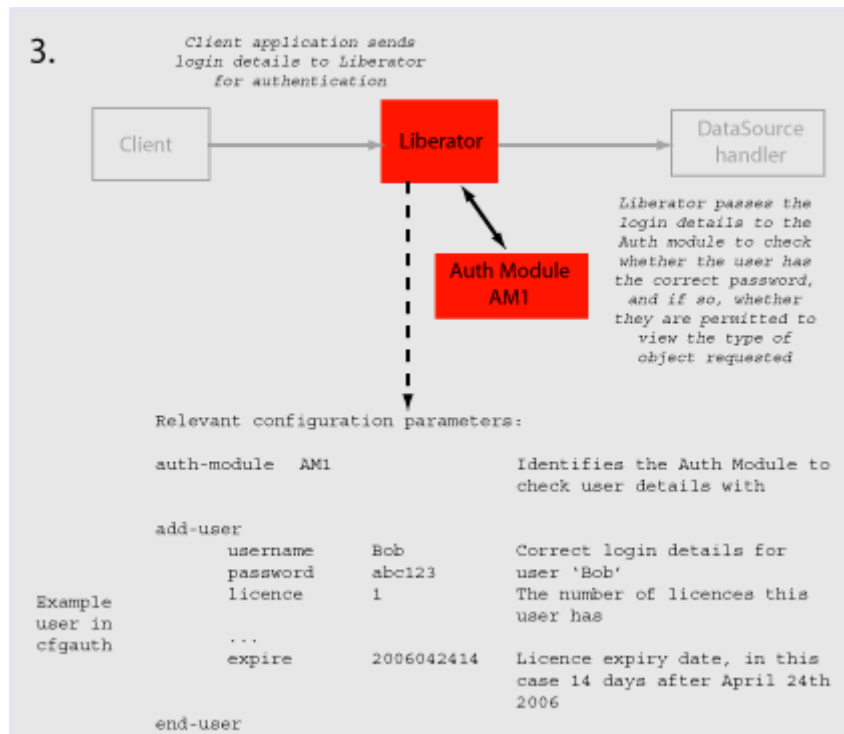 3.
Client application sends
login details to Liberator
for authentication
Client
Liberator
DataSource
handler
Auth Module
AM1
Liberator passes the
login details to the
Auth module to check
whether the user has
the correct password,
and if so, whether
they are permitted to
view the type of
object requested
Relevant configuration parameters:
auth-module AM1 Identifies the Auth Module to
check user details with
add-user
username Bob Correct login details for
password abc123 user 'Bob'
licence 1 The number of licences this
user has
Example
user in
cfgauth
...
expire 2006042414 Licence expiry date, in this
case 14 days after April 24th
2006
end-user